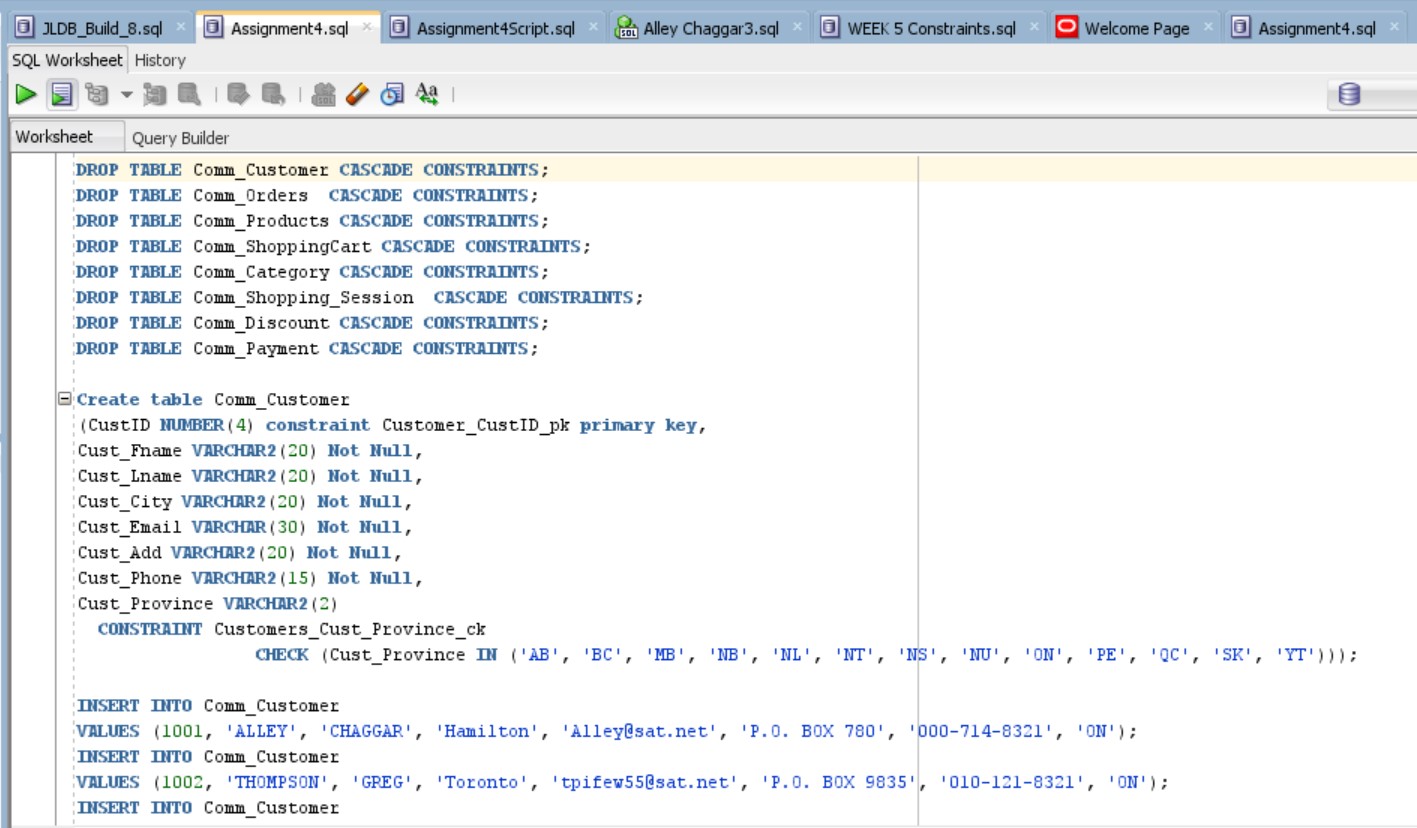 JLDB_Build_8.sql × Assignment4.sql × Assignment4Script.sql × Alley Chaggar3.sql × WEEK 5 Constraints.sql × Welcome Page × Assignment4.sql ×
SQL Worksheet History
Worksheet Query Builder
DROP TABLE Comm_Customer CASCADE CONSTRAINTS;
DROP TABLE Comm_Orders  CASCADE CONSTRAINTS;
DROP TABLE Comm_Products CASCADE CONSTRAINTS;
DROP TABLE Comm_ShoppingCart CASCADE CONSTRAINTS;
DROP TABLE Comm_Category CASCADE CONSTRAINTS;
DROP TABLE Comm_Shopping_Session  CASCADE CONSTRAINTS;
DROP TABLE Comm_Discount CASCADE CONSTRAINTS;
DROP TABLE Comm_Payment CASCADE CONSTRAINTS;
Create table Comm_Customer
(CustID NUMBER(4) constraint Customer_CustID_pk primary key,
Cust_Fname VARCHAR2(20) Not Null,
Cust_Lname VARCHAR2(20) Not Null,
Cust_City VARCHAR2(20) Not Null,
Cust_Email VARCHAR(30) Not Null,
Cust_Add VARCHAR2(20) Not Null,
Cust_Phone VARCHAR2(15) Not Null,
Cust_Province VARCHAR2(2)
CONSTRAINT Customers_Cust_Province_ck
CHECK (Cust_Province IN ('AB', 'BC', 'MB', 'NB', 'NL', 'NT', 'NS', 'NU', 'ON', 'PE', 'QC', 'SK', 'YT')));
INSERT INTO Comm_Customer
VALUES (1001, 'ALLEY', 'CHAGGAR', 'Hamilton', 'Alley@sat.net', 'P.O. BOX 780', '000-714-8321', 'ON');
INSERT INTO Comm_Customer
VALUES (1002, 'THOMPSON', 'GREG', 'Toronto', 'tpifew55@sat.net', 'P.O. BOX 9835', '010-121-8321', 'ON');
INSERT INTO Comm_Customer